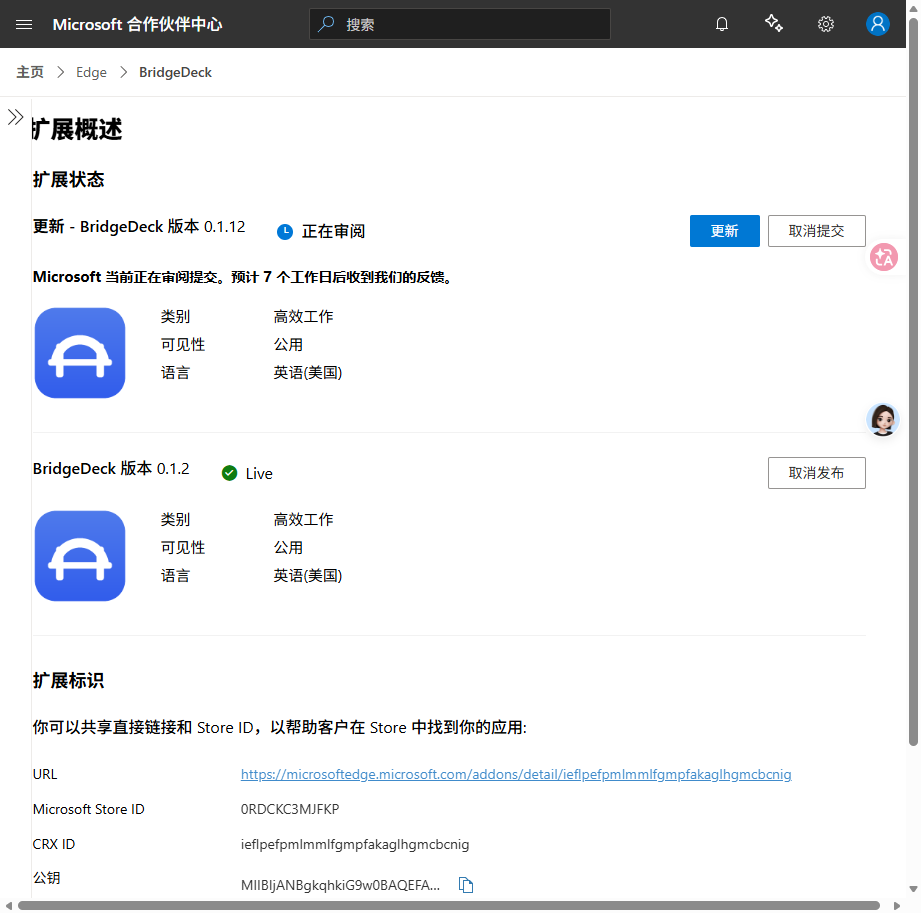 Microsoft 合作伙伴中心
搜索
主页 > Edge > BridgeDeck
扩展概述
扩展状态
更新 - BridgeDeck 版本 0.1.12
正在审阅
更新
取消提交
Microsoft 当前正在审阅提交。预计 7 个工作日后收到我们的反馈。
类别 高效工作
可见性 公用
语言 英语(美国)
BridgeDeck 版本 0.1.2
Live
取消发布
类别 高效工作
可见性 公用
语言 英语(美国)
扩展标识
你可以共享直接链接和 Store ID，以帮助客户在 Store 中找到你的应用:
URL https://microsoftedge.microsoft.com/addons/detail/ieflpefpmlmmlfgmpfakaglhgmcbcnig
Microsoft Store ID 0RDCKC3MJFKP
CRX ID ieflpefpmlmmlfgmpfakaglhgmcbcnig
公钥 MIIBIjANBgkqhkiG9w0BAQEFA...